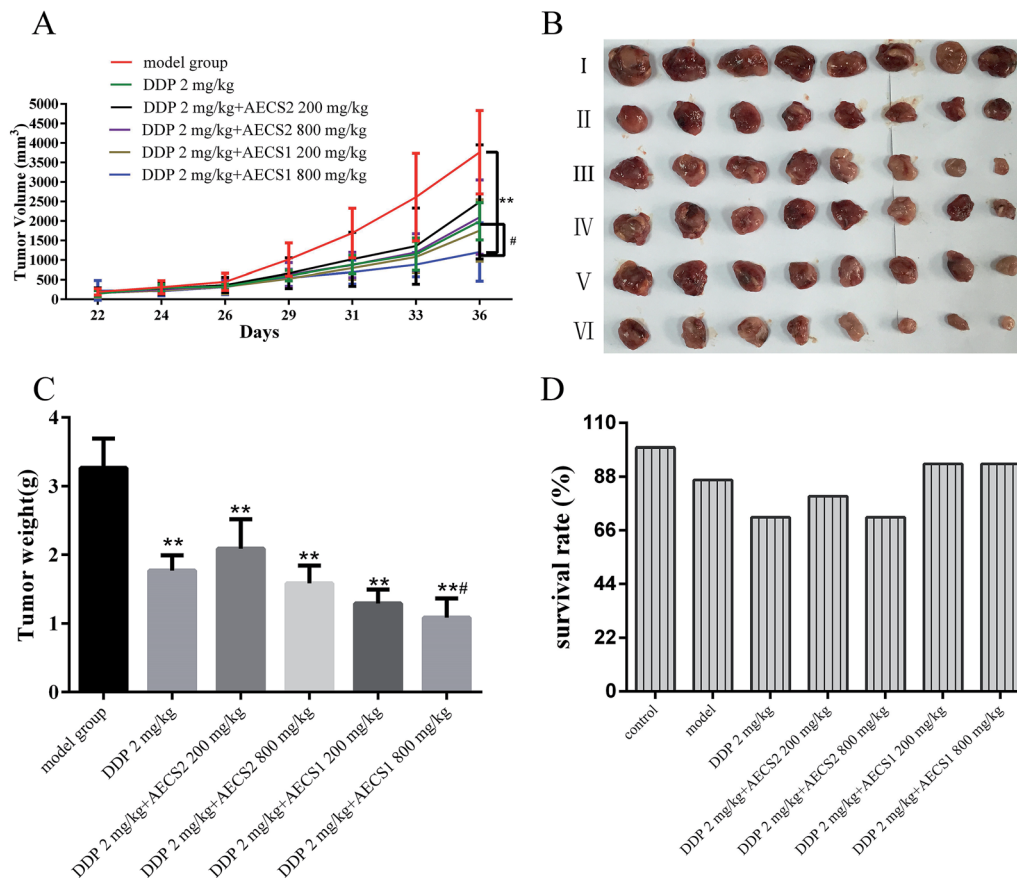 A
model group
DDP 2 mg/kg
DDP 2 mg/kg+AECS2 200 mg/kg
DDP 2 mg/kg+AECS2 800 mg/kg
DDP 2 mg/kg+AECS1 200 mg/kg
DDP 2 mg/kg+AECS1 800 mg/kg
Tumor Volume (mm³)
5000
4500
4000
3500
3000
2500
2000
1500
1000
500
0
**
#
22 24 26 29 31 33 36
Days
B
I
II
III
IV
V
VI
C
Tumor weight(g)
4
3
2
1
0
**
**
**
**
**#
model group
DDP 2 mg/kg
DDP 2 mg/kg+AECS2 200 mg/kg
DDP 2 mg/kg+AECS2 800 mg/kg
DDP 2 mg/kg+AECS1 200 mg/kg
DDP 2 mg/kg+AECS1 800 mg/kg
D
survival rate (%)
110
88
66
44
22
0
control
model
DDP 2 mg/kg
DDP 2 mg/kg+AECS2 200 mg/kg
DDP 2 mg/kg+AECS2 800 mg/kg
DDP 2 mg/kg+AECS1 200 mg/kg
DDP 2 mg/kg+AECS1 800 mg/kg